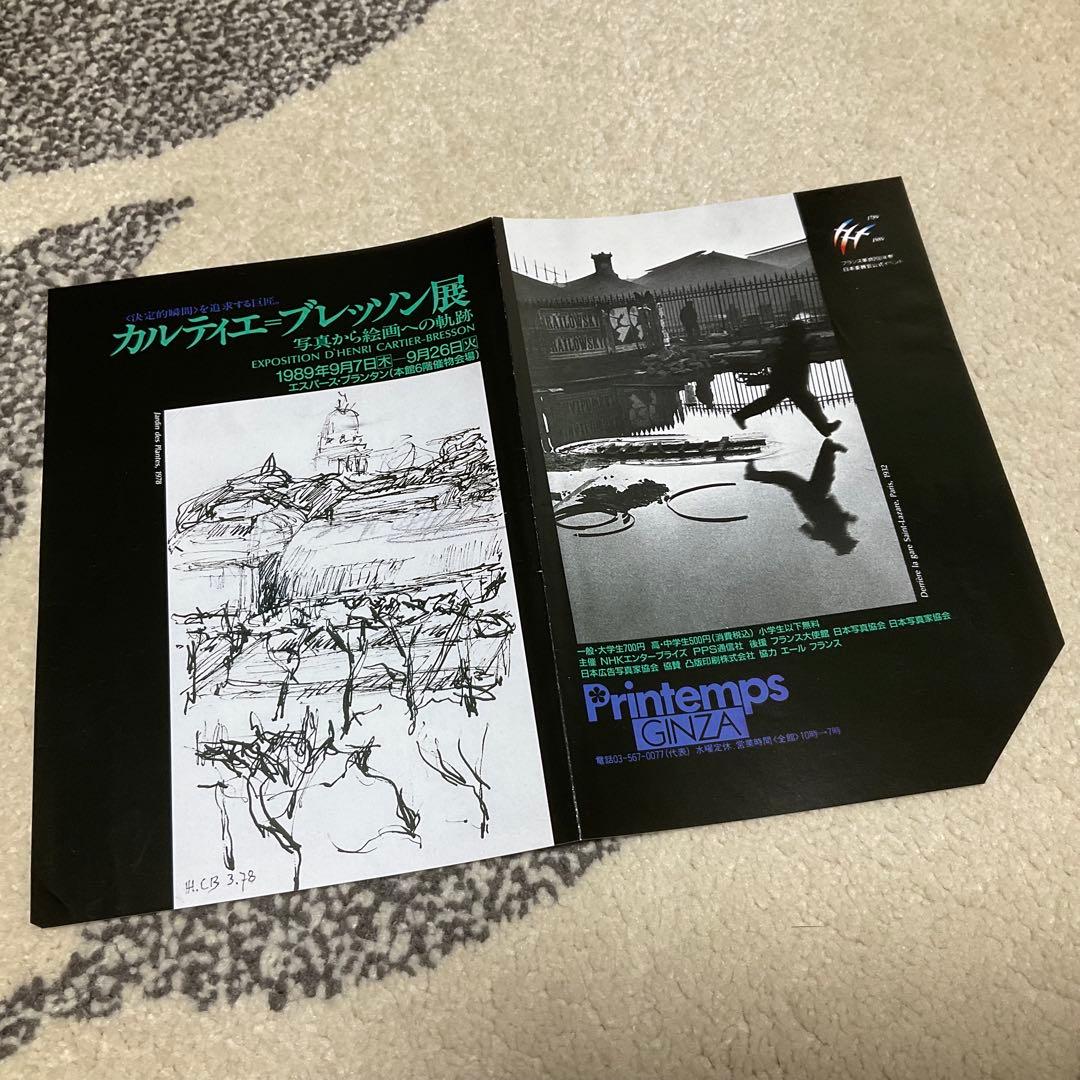 〈決定的瞬間〉を追求する巨匠。
カルティエ=ブレッソン展
写真から絵画への軌跡
EXPOSITION D'HENRI CARTIER-BRESSON
1989年9月7日木—9月26日火
エスパース・プランタン(本館6階催物会場)
Jardin des Plantes, 1978
H.CB 3.78
1789
1989
フランス革命200年祭
日本委員会公式イベント
RAILOWSKY
RAILOWSKY
Derrière la gare Saint-Lazare, Paris, 1932
一般・大学生700円 高・中学生500円(消費税込) 小学生以下無料
主催 NHKエンタープライズ PPS通信社 後援 フランス大使館 日本写真協会 日本写真家協会
日本広告写真家協会 協賛 凸版印刷株式会社 協力 エール フランス
Printemps
GINZA
電話03-567-0077(代表) 水曜定休 営業時間〈全館〉10時→7時